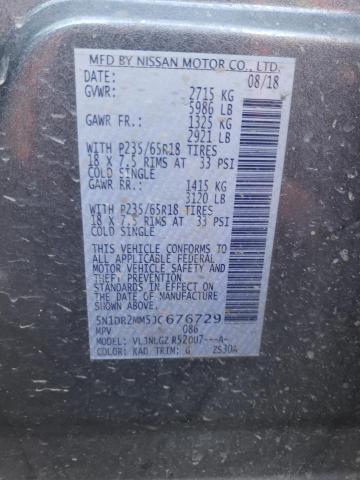 MFD BY NISSAN MOTOR CO., LTD.
DATE: 08/18
GVWR: 2715 KG
5986 LB
GAWR FR.: 1325 KG
2921 LB
WITH P235/65R18 TIRES
18 X 7.5 RIMS AT 33 PSI
COLD SINGLE
GAWR RR.: 1415 KG
3120 LB
WITH P235/65R18 TIRES
18 X 7.5 RIMS AT 33 PSI
COLD SINGLE
THIS VEHICLE CONFORMS TO
ALL APPLICABLE FEDERAL
MOTOR VEHICLE SAFETY
AND THEFT PREVENTION
STANDARDS IN EFFECT ON
THE DATE OF MANUFACTURE
SHOWN ABOVE.
5N1DR2MM5JC676729
MPV 086
MODEL: VLJNLGZ R520U7---A-
COLOR: KAD TRIM: G ZS30A